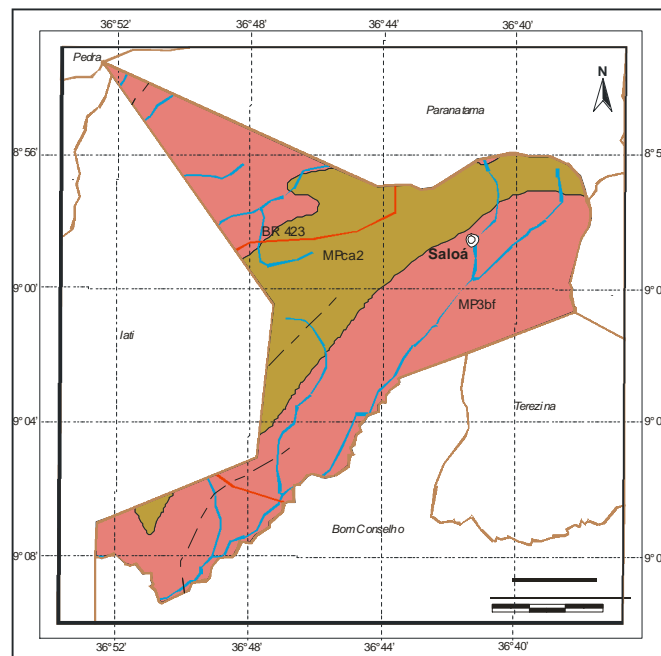 36°52' 36°48' 36°44' 36°40'
Pedra
N
Paranatama
8°56' 8°5
BR 423
Saloá
MPca2
9°00' 9°0
MP3bf
Iati
Terezina
9°04' 9°0
Bom Conselho
9°08' 9°0
36°52' 36°48' 36°44' 36°40'